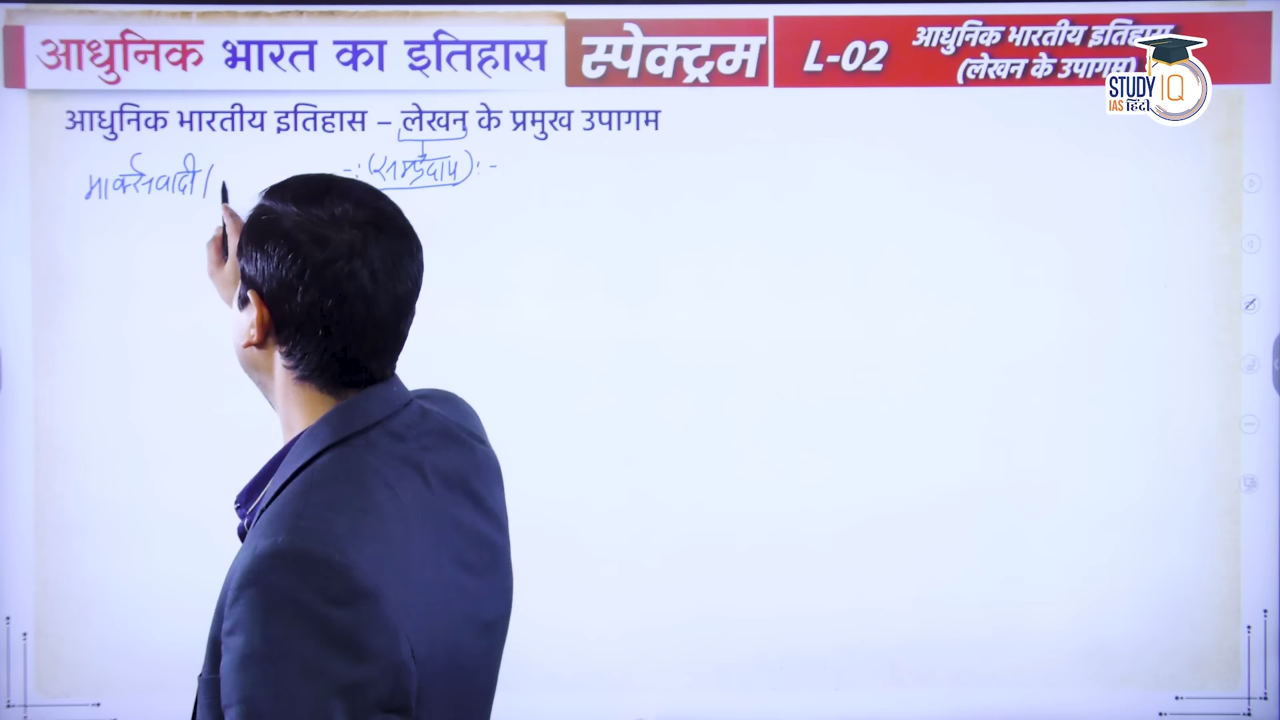 आधुनिक भारत का इतिहास स्पेक्ट्रम L-02 आधुनिक भारतीय इतिहास
(लेखन के उपागम)
STUDY IQ
IAS हिंदी
आधुनिक भारतीय इतिहास – लेखन के प्रमुख उपागम
-:(सम्प्रदाय):-
मार्क्सवादी/